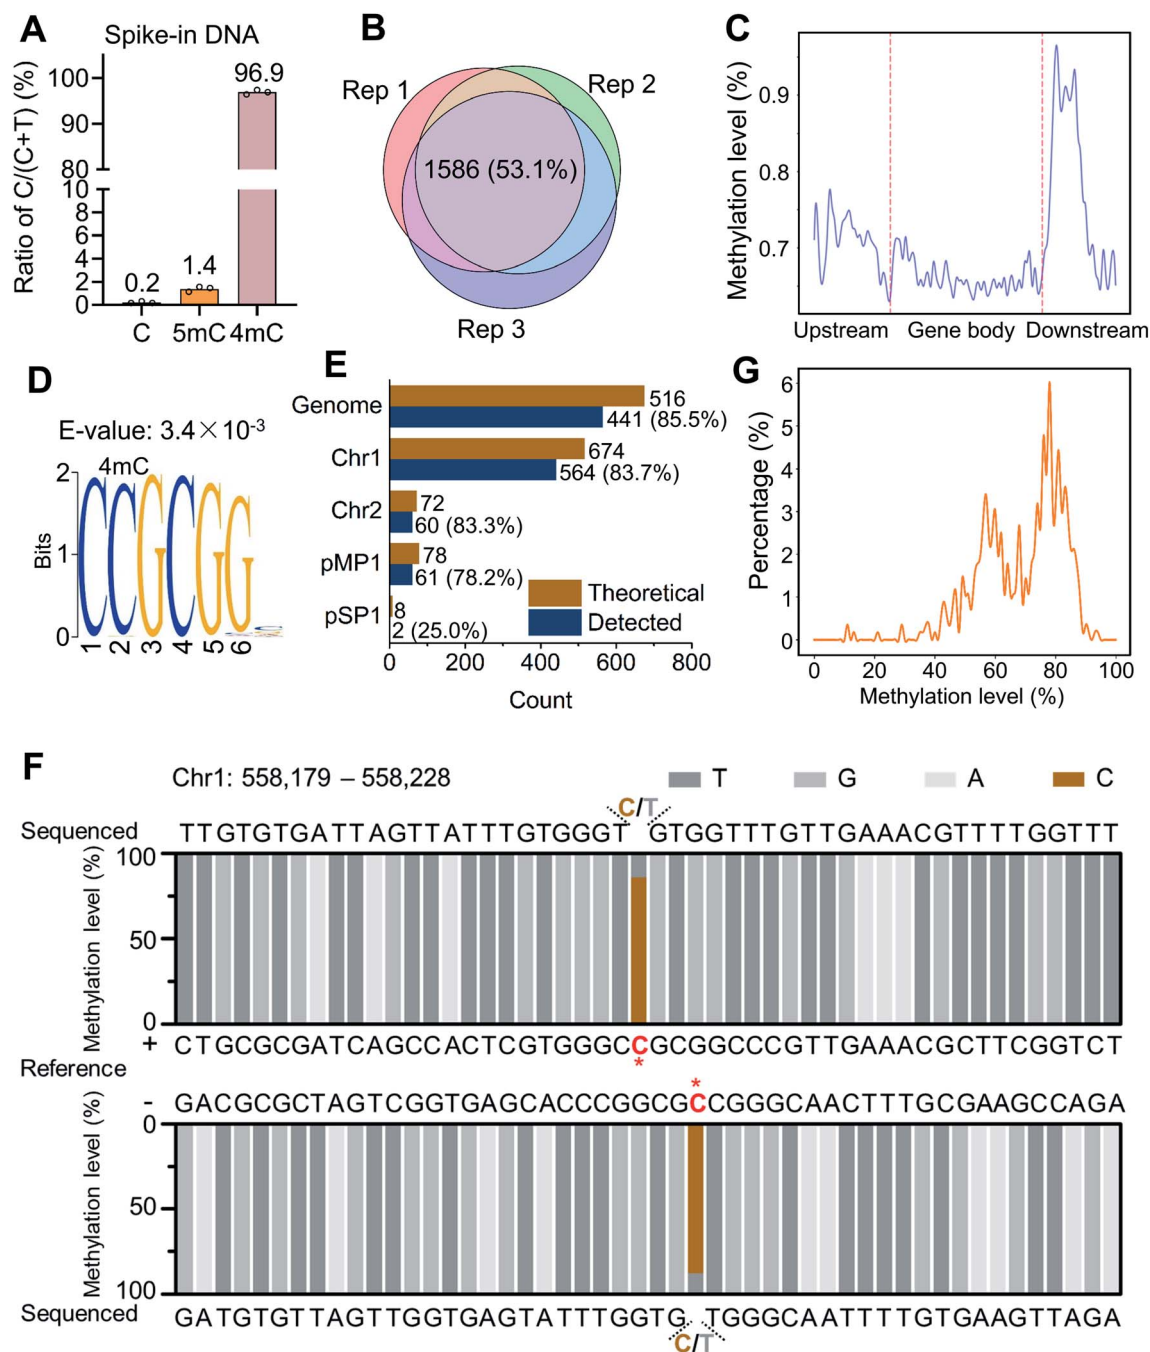 A
Spike-in DNA
Ratio of C/(C+T) (%)
100
90
80
10
8
6
4
2
0
0.2
1.4
96.9
C
5mC
4mC
B
Rep 1
Rep 2
1586 (53.1%)
Rep 3
C
Methylation level (%)
0.9
0.8
0.7
Upstream
Gene body
Downstream
D
E-value: 3.4×10-3
4mC
Bits
2
1
0
CCGCGG
1 2 3 4 5 6
E
Genome
516
441 (85.5%)
Chr1
674
564 (83.7%)
Chr2
72
60 (83.3%)
pMP1
78
61 (78.2%)
pSP1
8
2 (25.0%)
Theoretical
Detected
0 200 400 600 800
Count
G
Percentage (%)
6
5
4
3
2
1
0
0 20 40 60 80 100
Methylation level (%)
F
Chr1: 558,179 – 558,228
T G A C
C/T
Sequenced TTGTGTGATTAGTTATTTGTGGGT GTGGTTTGTTGAAACGTTTTGGTTT
Methylation level (%)
100
50
0
+ CTGCGCGATCAGCCACTCGTGGGCCGCGGCCCGTTGAAACGCTTCGGTCT
*
Reference
*
- GACGCGCTAGTCGGTGAGCACCCGGCGCCGGGCAACTTTGCGAAGCCAGA
Methylation level (%)
0
50
100
Sequenced GATGTGTTAGTTGGTGAGTATTTGGTG TGGGCAATTTTGTGAAGTTAGA
C/T